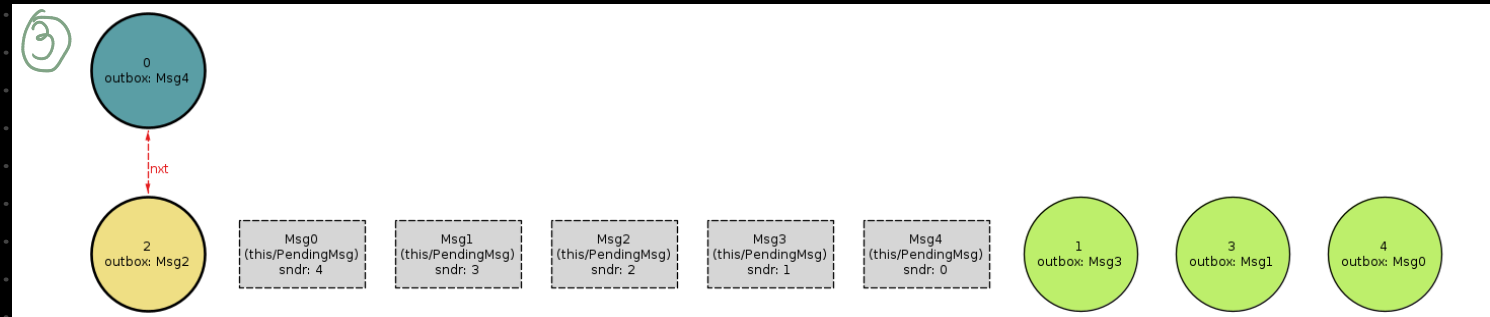 3
0
outbox: Msg4
nxt
2
outbox: Msg2
Msg0
(this/PendingMsg)
sndr: 4
Msg1
(this/PendingMsg)
sndr: 3
Msg2
(this/PendingMsg)
sndr: 2
Msg3
(this/PendingMsg)
sndr: 1
Msg4
(this/PendingMsg)
sndr: 0
1
outbox: Msg3
3
outbox: Msg1
4
outbox: Msg0